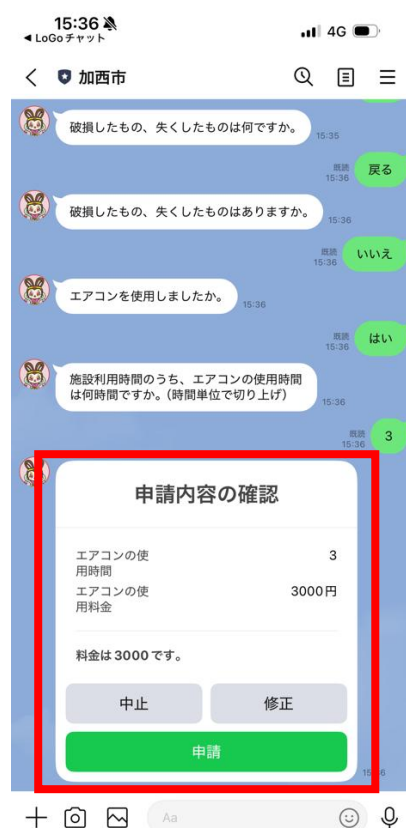 15:36
◀ LoGoチャット
4G
加西市
破損したもの、失くしたものは何ですか。
15:35
既読
15:36
戻る
破損したもの、失くしたものはありますか。
15:36
既読
15:36
いいえ
エアコンを使用しましたか。
15:36
既読
15:36
はい
施設利用時間のうち、エアコンの使用時間
は何時間ですか。(時間単位で切り上げ)
15:36
既読
15:36
3
申請内容の確認
エアコンの使
用時間
3
エアコンの使
用料金
3000円
料金は3000です。
中止
修正
申請
Aa